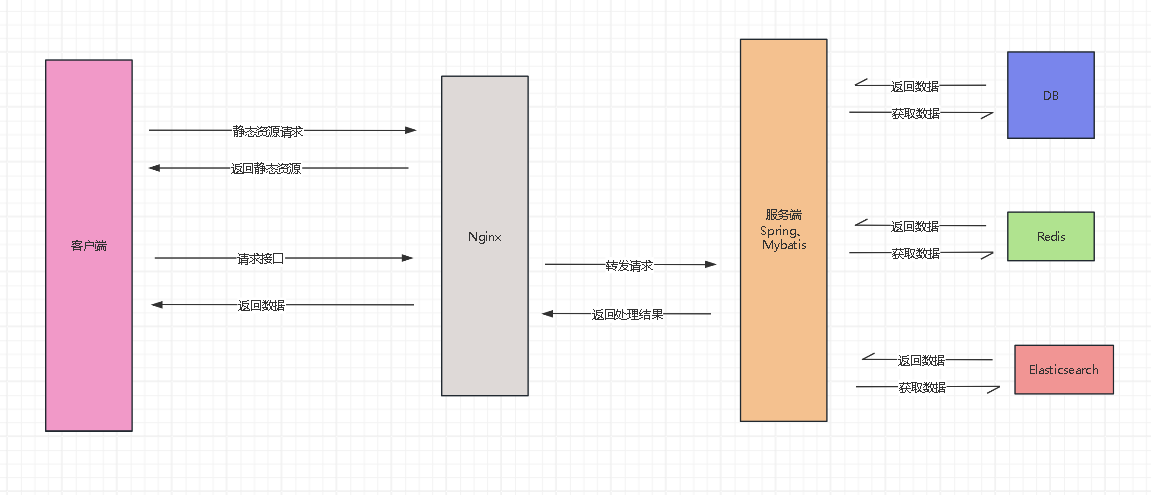 客户端
静态资源请求
返回静态资源
请求接口
返回数据
Nginx
转发请求
返回处理结果
服务端
Spring、
Mybatis
返回数据
获取数据
DB
返回数据
获取数据
Redis
返回数据
获取数据
Elasticsearch